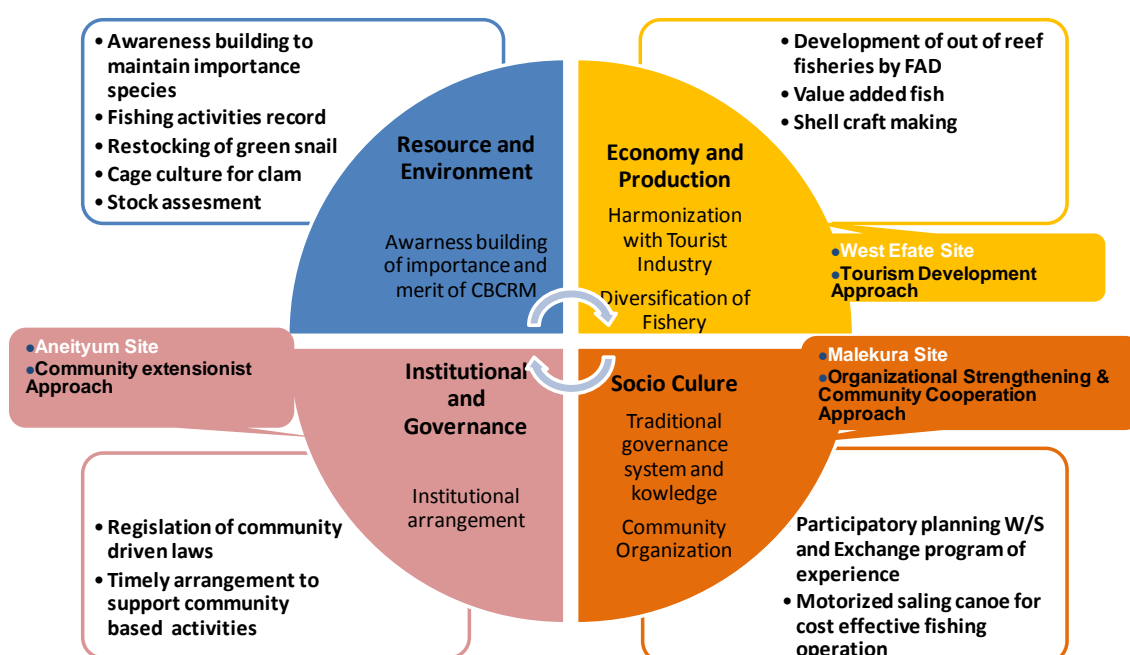 • Awareness building to
maintain importance
species
• Fishing activities record
• Restocking of green snail
• Cage culture for clam
• Stock assesment
Resource and
Environment
Awarness building
of importance and
merit of CBCRM
• Development of out of reef
fisheries by FAD
• Value added fish
• Shell craft making
Economy and
Production
Harmonization
with Tourist
Industry
Diversification of
Fishery
•West Efate Site
•Tourism Development
Approach
•Aneityum Site
•Community extensionist
Approach
Institutional
and
Governance
Institutional
arrangement
• Regislation of community
driven laws
• Timely arrangement to
support community
based activities
Socio Culure
Traditional
governance
system and
kowledge
Community
Organization
•Malekura Site
•Organizational Strengthening &
Community Cooperation
Approach
• Participatory planning W/S
and Exchange program of
experience
• Motorized saling canoe for
cost effective fishing
operation